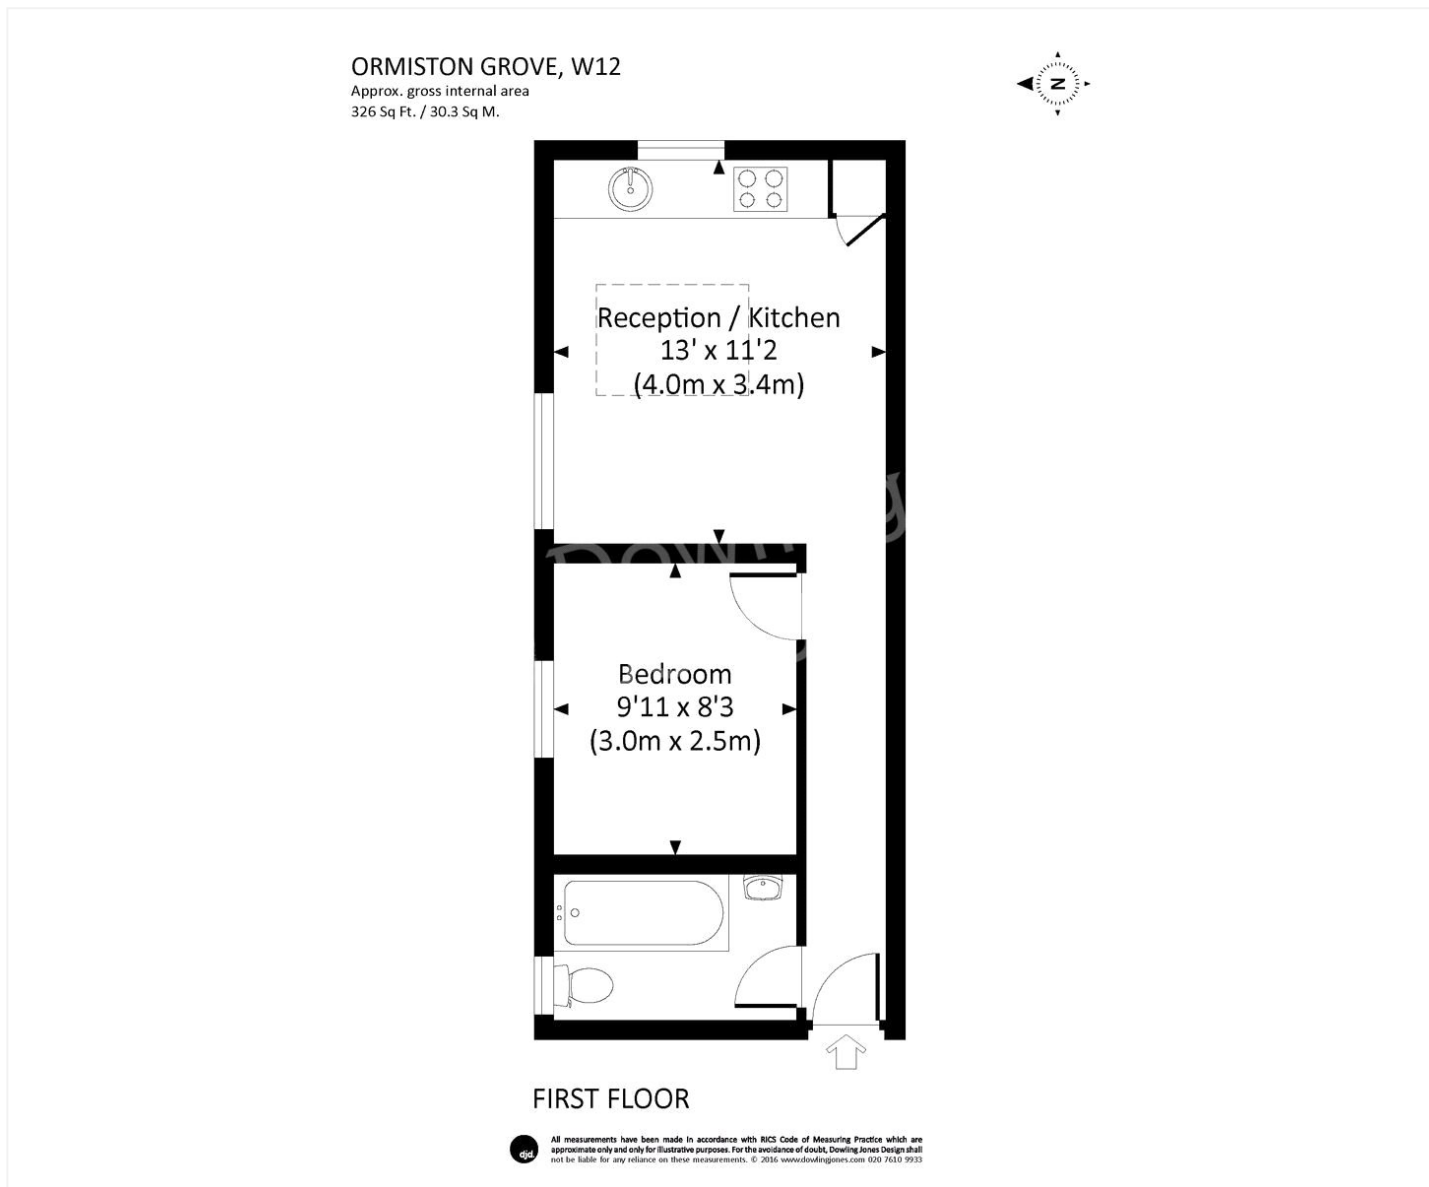 ORMISTON GROVE, W12
Approx. gross internal area
326 Sq Ft. / 30.3 Sq M.
N
Reception / Kitchen
13' x 11'2
(4.0m x 3.4m)
Dowling
Bedroom
9'11 x 8'3
(3.0m x 2.5m)
FIRST FLOOR
djd.
All measurements have been made in accordance with RICS Code of Measuring Practice which are
approximate only and only for illustrative purposes. For the avoidance of doubt, Dowling Jones Design shall
not be liable for any reliance on these measurements. © 2016 www.dowlingjones.com 020 7610 9933